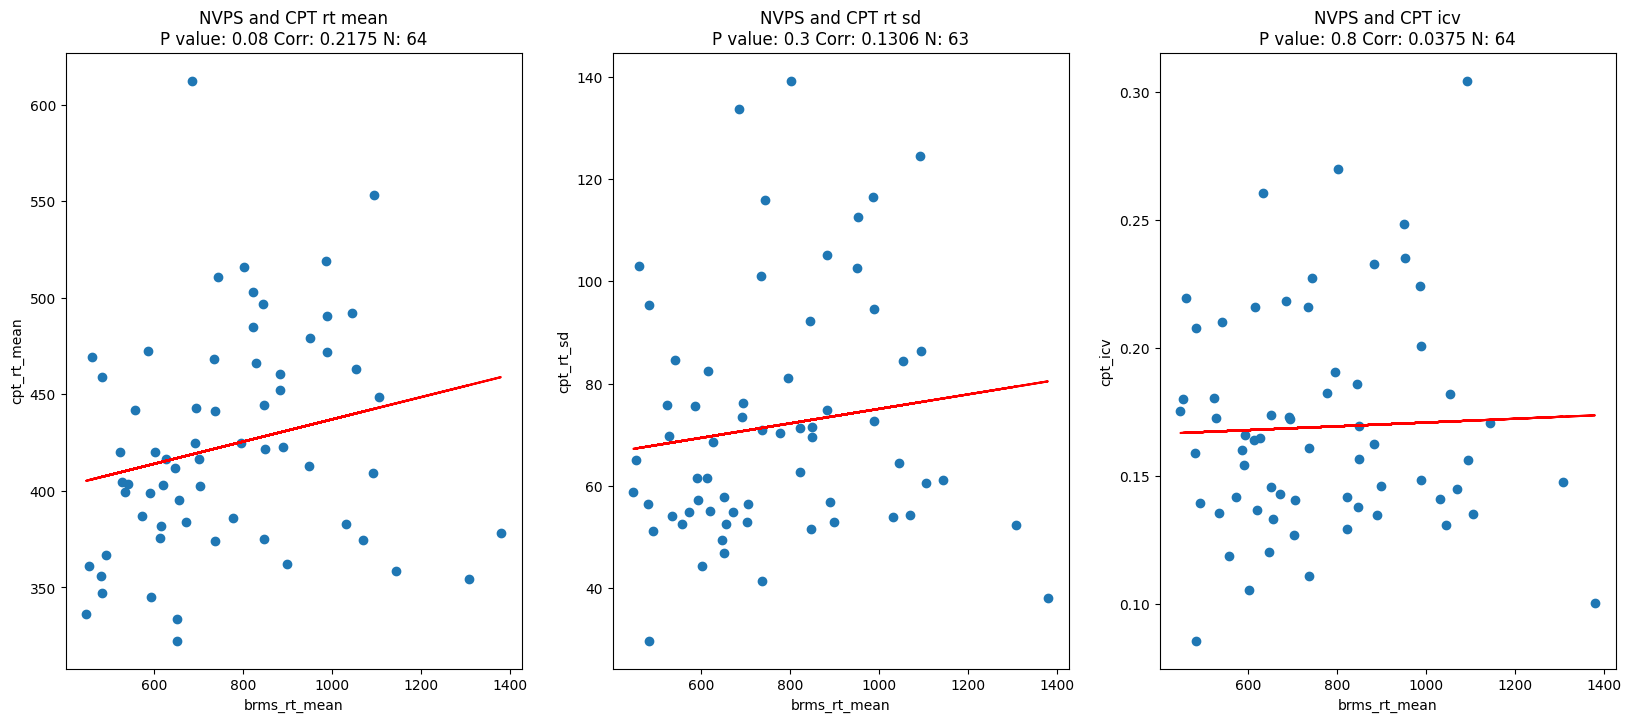 NVPS and CPT rt mean
P value: 0.08 Corr: 0.2175 N: 64
600
550
500
450
400
350
cpt_rt_mean
600 800 1000 1200 1400
brms_rt_mean
NVPS and CPT rt sd
P value: 0.3 Corr: 0.1306 N: 63
140
120
100
80
60
40
cpt_rt_sd
600 800 1000 1200 1400
brms_rt_mean
NVPS and CPT icv
P value: 0.8 Corr: 0.0375 N: 64
0.30
0.25
0.20
0.15
0.10
cpt_icv
600 800 1000 1200 1400
brms_rt_mean